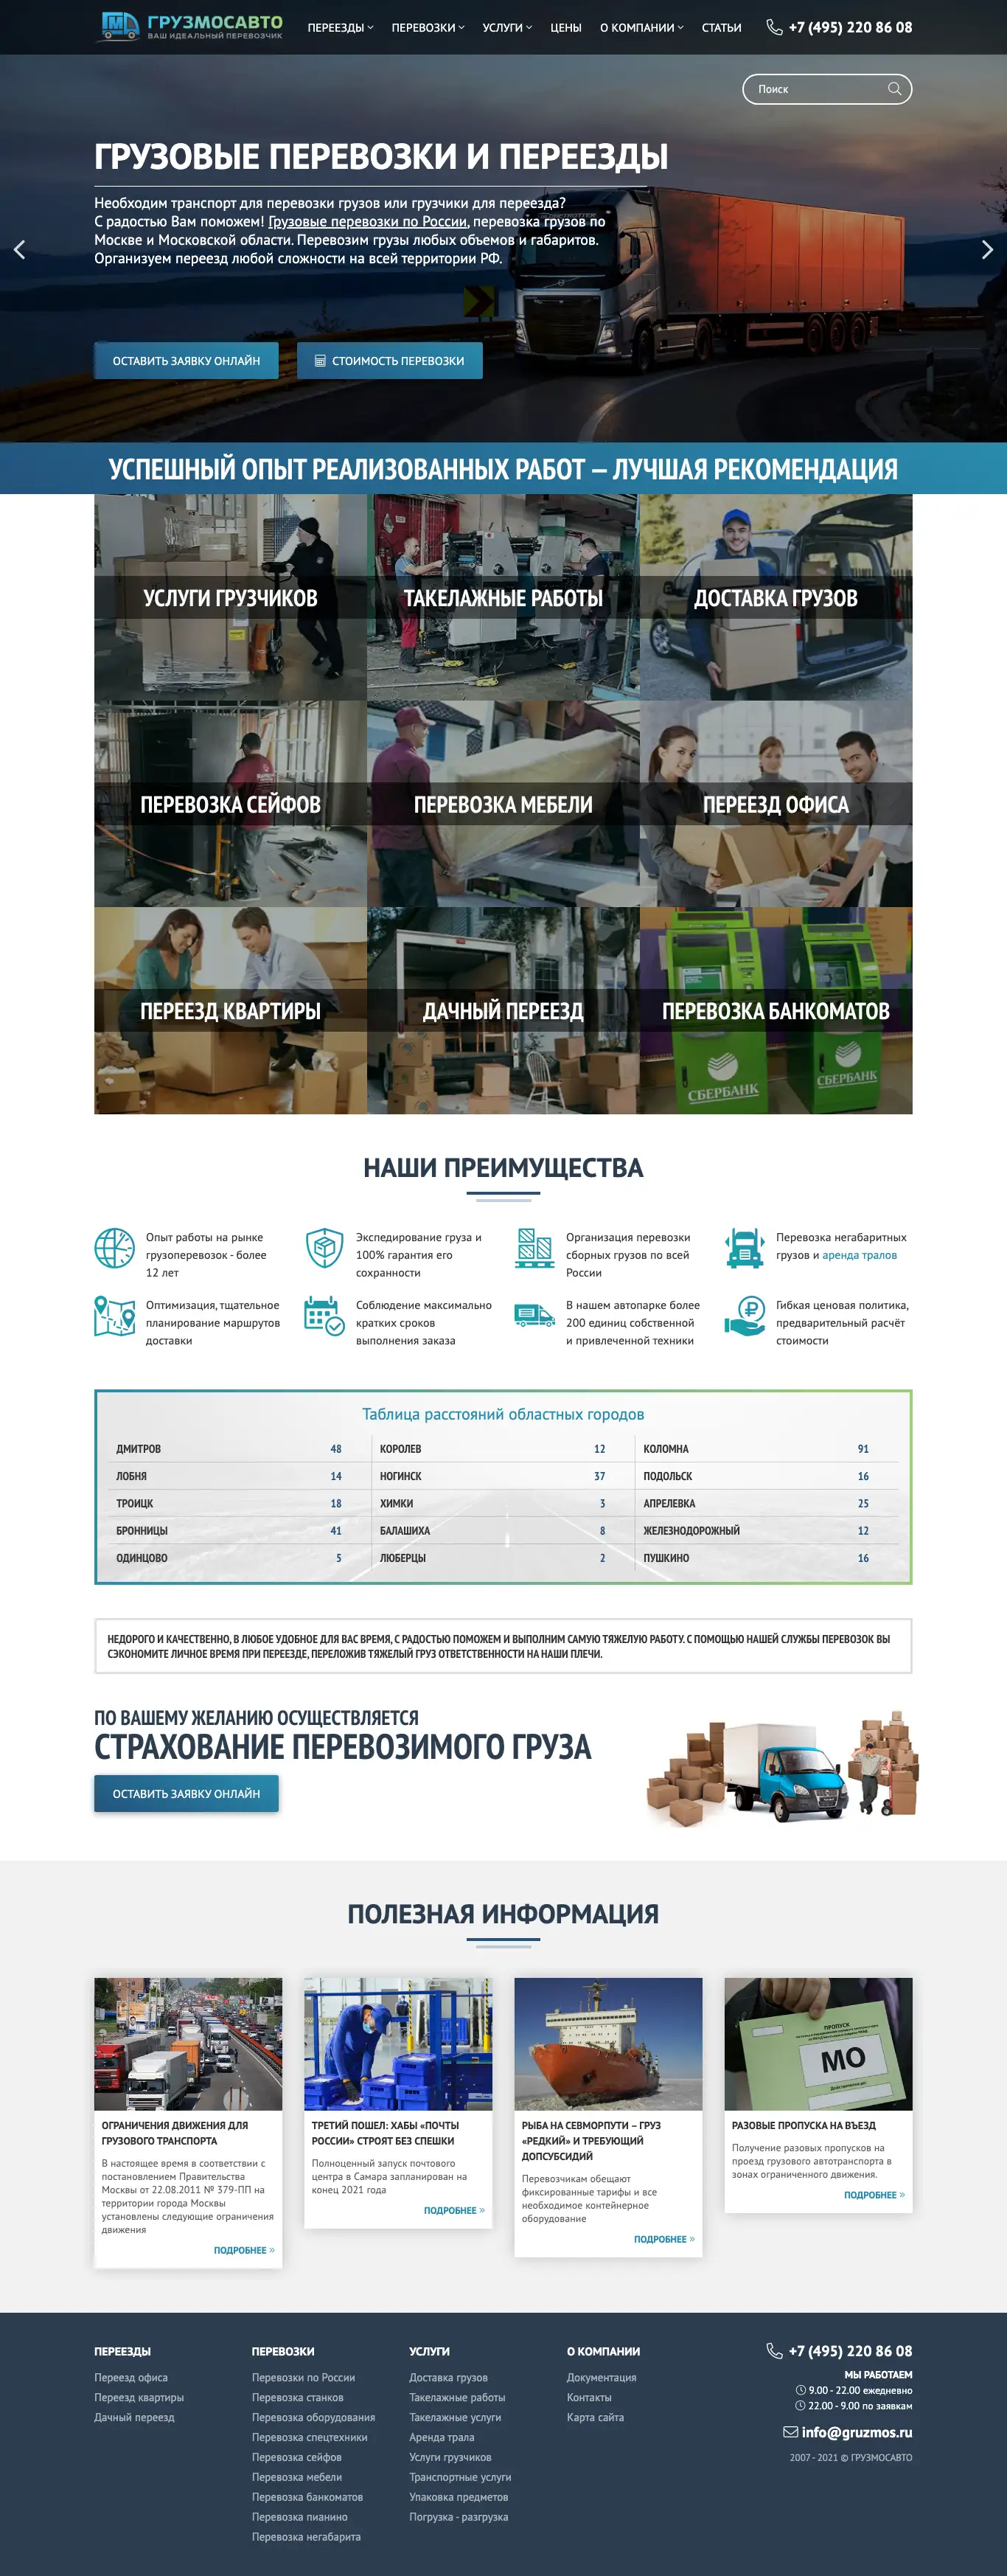 ГРУЗМОСАВТО
ВАШ ИДЕАЛЬНЫЙ ПЕРЕВОЗЧИК
ПЕРЕЕЗДЫ ПЕРЕВОЗКИ УСЛУГИ ЦЕНЫ О КОМПАНИИ СТАТЬИ
+7 (495) 220 86 08
Поиск
ГРУЗОВЫЕ ПЕРЕВОЗКИ И ПЕРЕЕЗДЫ
Необходим транспорт для перевозки грузов или грузчики для переезда?
С радостью Вам поможем! Грузовые перевозки по России, перевозка грузов по
Москве и Московской области. Перевозим грузы любых объемов и габаритов.
Организуем переезд любой сложности на всей территории РФ.
ОСТАВИТЬ ЗАЯВКУ ОНЛАЙН
СТОИМОСТЬ ПЕРЕВОЗКИ
УСПЕШНЫЙ ОПЫТ РЕАЛИЗОВАННЫХ РАБОТ – ЛУЧШАЯ РЕКОМЕНДАЦИЯ
УСЛУГИ ГРУЗЧИКОВ
ТАКЕЛАЖНЫЕ РАБОТЫ
ДОСТАВКА ГРУЗОВ
ПЕРЕВОЗКА СЕЙФОВ
ПЕРЕВОЗКА МЕБЕЛИ
ПЕРЕЕЗД ОФИСА
ПЕРЕЕЗД КВАРТИРЫ
ДАЧНЫЙ ПЕРЕЕЗД
ПЕРЕВОЗКА БАНКОМАТОВ
СБЕРБАНК
СБЕРБАНК
НАШИ ПРЕИМУЩЕСТВА
Опыт работы на рынке
грузоперевозок - более
12 лет
Экспедирование груза и
100% гарантия его
сохранности
Организация перевозки
сборных грузов по всей
России
Перевозка негабаритных
грузов и аренда тралов
Оптимизация, тщательное
планирование маршрутов
доставки
Соблюдение максимально
кратких сроков
выполнения заказа
В нашем автопарке более
200 единиц собственной
и привлеченной техники
Гибкая ценовая политика,
предварительный расчёт
стоимости
Таблица расстояний областных городов
ДМИТРОВ 48 КОРОЛЕВ 12 КОЛОМНА 91
ЛОБНЯ 14 НОГИНСК 37 ПОДОЛЬСК 16
ТРОИЦК 18 ХИМКИ 3 АПРЕЛЕВКА 25
БРОННИЦЫ 41 БАЛАШИХА 8 ЖЕЛЕЗНОДОРОЖНЫЙ 12
ОДИНЦОВО 5 ЛЮБЕРЦЫ 2 ПУШКИНО 16
НЕДОРОГО И КАЧЕСТВЕННО, В ЛЮБОЕ УДОБНОЕ ДЛЯ ВАС ВРЕМЯ, С РАДОСТЬЮ ПОМОЖЕМ И ВЫПОЛНИМ САМУЮ ТЯЖЕЛУЮ РАБОТУ. С ПОМОЩЬЮ НАШЕЙ СЛУЖБЫ ПЕРЕВОЗОК ВЫ
СЭКОНОМИТЕ ЛИЧНОЕ ВРЕМЯ ПРИ ПЕРЕЕЗДЕ, ПЕРЕЛОЖИВ ТЯЖЕЛЫЙ ГРУЗ ОТВЕТСТВЕННОСТИ НА НАШИ ПЛЕЧИ.
ПО ВАШЕМУ ЖЕЛАНИЮ ОСУЩЕСТВЛЯЕТСЯ
СТРАХОВАНИЕ ПЕРЕВОЗИМОГО ГРУЗА
ОСТАВИТЬ ЗАЯВКУ ОНЛАЙН
ПОЛЕЗНАЯ ИНФОРМАЦИЯ
ОГРАНИЧЕНИЯ ДВИЖЕНИЯ ДЛЯ
ГРУЗОВОГО ТРАНСПОРТА
В настоящее время в соответствии с
постановлением Правительства
Москвы от 22.08.2011 № 379-ПП на
территории города Москвы
установлены следующие ограничения
движения
ПОДРОБНЕЕ »
ТРЕТИЙ ПОШЕЛ: ХАБЫ «ПОЧТЫ
РОССИИ» СТРОЯТ БЕЗ СПЕШКИ
Полноценный запуск почтового
центра в Самара запланирован на
конец 2021 года
ПОДРОБНЕЕ »
РЫБА НА СЕВМОРПУТИ – ГРУЗ
«РЕДКИЙ» И ТРЕБУЮЩИЙ
ДОПСУБСИДИЙ
Перевозчикам обещают
фиксированные тарифы и все
необходимое контейнерное
оборудование
ПОДРОБНЕЕ »
ПРОПУСК
МО
РАЗОВЫЕ ПРОПУСКА НА ВЪЕЗД
Получение разовых пропусков на
проезд грузового автотранспорта в
зонах ограниченного движения.
ПОДРОБНЕЕ »
ПЕРЕЕЗДЫ
Переезд офиса
Переезд квартиры
Дачный переезд
ПЕРЕВОЗКИ
Перевозки по России
Перевозка станков
Перевозка оборудования
Перевозка спецтехники
Перевозка сейфов
Перевозка мебели
Перевозка банкоматов
Перевозка пианино
Перевозка негабарита
УСЛУГИ
Доставка грузов
Такелажные работы
Такелажные услуги
Аренда трала
Услуги грузчиков
Транспортные услуги
Упаковка предметов
Погрузка - разгрузка
О КОМПАНИИ
Документация
Контакты
Карта сайта
+7 (495) 220 86 08
МЫ РАБОТАЕМ
9.00 - 22.00 ежедневно
22.00 - 9.00 по заявкам
info@gruzmos.ru
2007 - 2021 © ГРУЗМОСАВТО